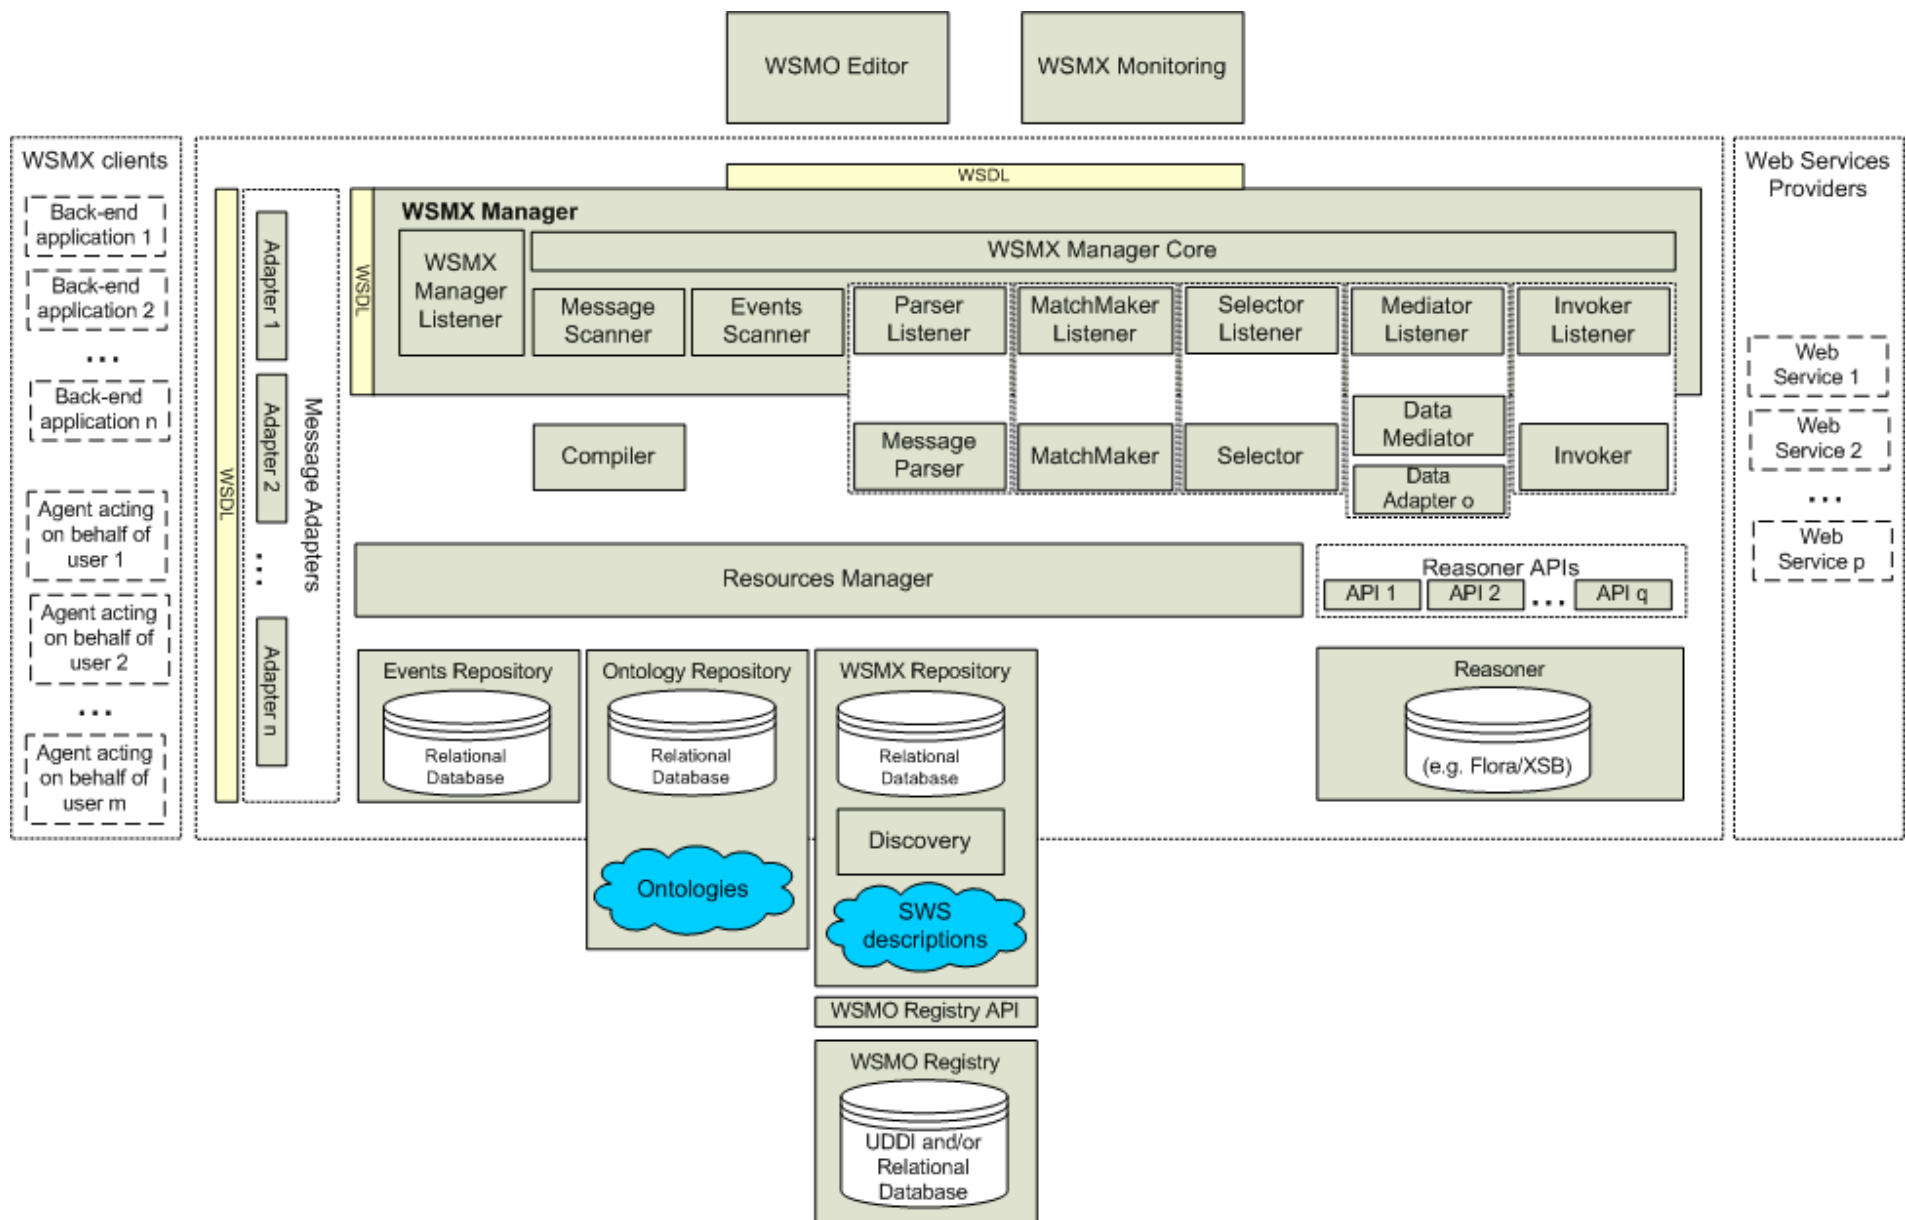 WSMO Editor
WSMX Monitoring
WSMX clients
Back-end
application 1
Back-end
application 2
...
Back-end
application n
Agent acting
on behalf of
user 1
Agent acting
on behalf of
user 2
...
Agent acting
on behalf of
user m
WSDL
Adapter 1
Adapter 2
...
Adapter n
Message Adapters
WSDL
WSDL
WSMX Manager
WSMX
Manager
Listener
WSMX Manager Core
Message
Scanner
Events
Scanner
Parser
Listener
MatchMaker
Listener
Selector
Listener
Mediator
Listener
Invoker
Listener
Compiler
Message
Parser
MatchMaker
Selector
Data
Mediator
Data
Adapter o
Invoker
Resources Manager
Reasoner APIs
API 1
API 2
...
API q
Events Repository
Relational
Database
Ontology Repository
Relational
Database
Ontologies
WSMX Repository
Relational
Database
Discovery
SWS
descriptions
Reasoner
(e.g. Flora/XSB)
WSMO Registry API
WSMO Registry
UDDI and/or
Relational
Database
Web Services
Providers
Web
Service 1
Web
Service 2
...
Web
Service p